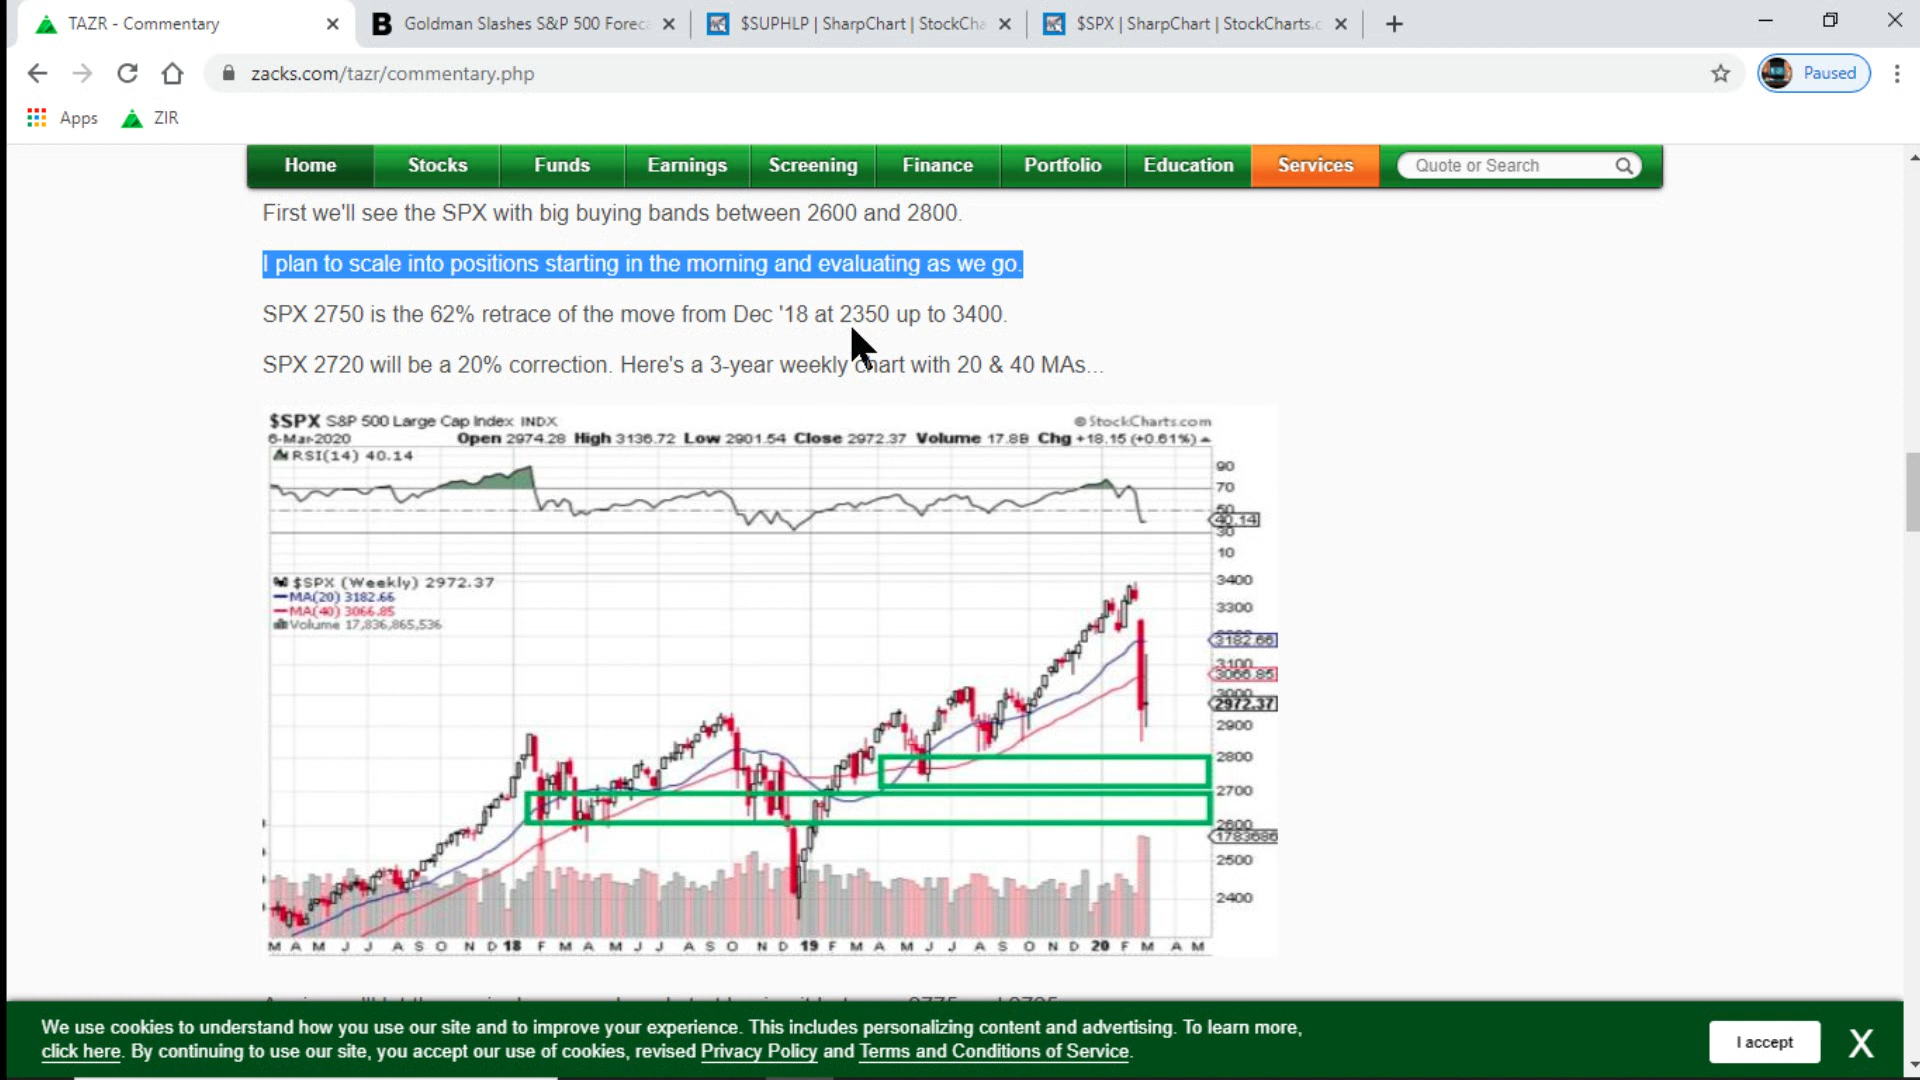 TAZR - Commentary
Goldman Slashes S&P 500 Foreca
$SUPHLP | SharpChart | StockCha
$SPX | SharpChart | StockCharts.c
zacks.com/tazr/commentary.php
Paused
Apps
ZIR
Home Stocks Funds Earnings Screening Finance Portfolio Education Services Quote or Search
First we'll see the SPX with big buying bands between 2600 and 2800.
I plan to scale into positions starting in the morning and evaluating as we go.
SPX 2750 is the 62% retrace of the move from Dec '18 at 2350 up to 3400.
SPX 2720 will be a 20% correction. Here's a 3-year weekly chart with 20 & 40 MAs...
$SPX S&P 500 Large Cap Index INDX
©StockCharts.com
6-Mar-2020
Open 2974.28 High 3136.72 Low 2901.54 Close 2972.37 Volume 17.8B Chg +18.15 (+0.61%)
RSI(14) 40.14
90
70
50
40.14
30
10
$SPX (Weekly) 2972.37
MA(20) 3182.66
MA(40) 3066.85
Volume 17,836,865,536
3400
3300
3182.66
3100
3066.85
3000
2972.37
2900
2800
2700
2600
1783686
2500
2400
M A M J J A S O N D 18 F M A M J J A S O N D 19 F M A M J J A S O N D 20 F M A M
We use cookies to understand how you use our site and to improve your experience. This includes personalizing content and advertising. To learn more,
click here. By continuing to use our site, you accept our use of cookies, revised Privacy Policy and Terms and Conditions of Service.
I accept
X